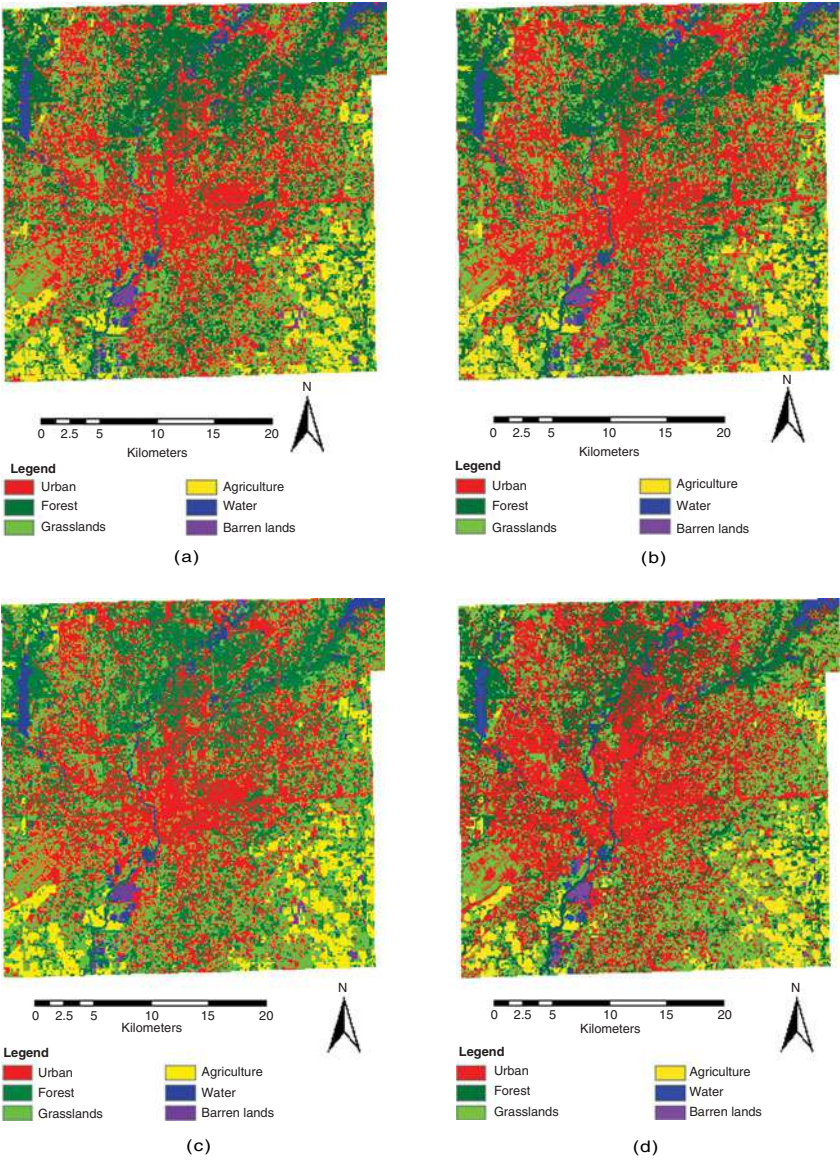 N
0 2.5 5 10 15 20
Kilometers
Legend
Urban Agriculture
Forest Water
Grasslands Barren lands
(a)
N
0 2.5 5 10 15 20
Kilometers
Legend
Urban Agriculture
Forest Water
Grasslands Barren lands
(b)
N
0 2.5 5 10 15 20
Kilometers
Legend
Urban Agriculture
Forest Water
Grasslands Barren lands
(c)
N
0 2.5 5 10 15 20
Kilometers
Legend
Urban Agriculture
Forest Water
Grasslands Barren lands
(d)